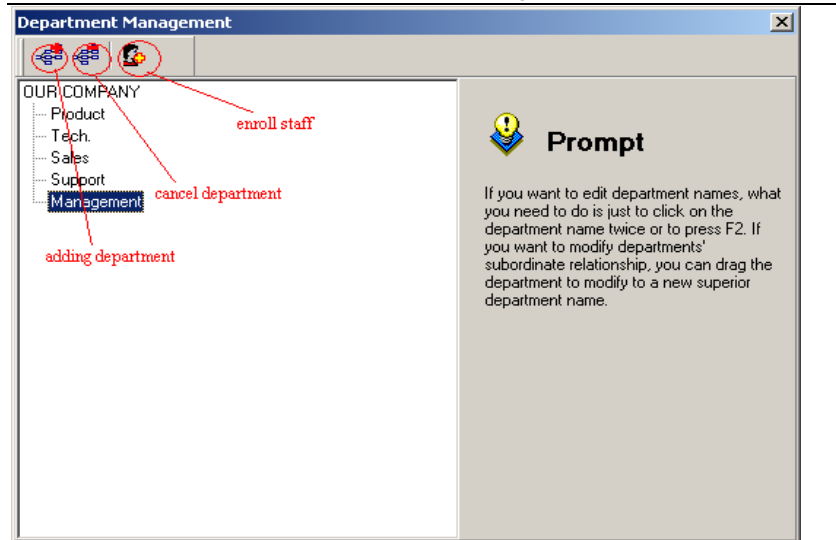 Department Management
OUR COMPANY
Product
Tech.
Sales
Support
Management
enroll staff
cancel department
adding department
Prompt
If you want to edit department names, what
you need to do is just to click on the
department name twice or to press F2. If
you want to modify departments'
subordinate relationship, you can drag the
department to modify to a new superior
department name.